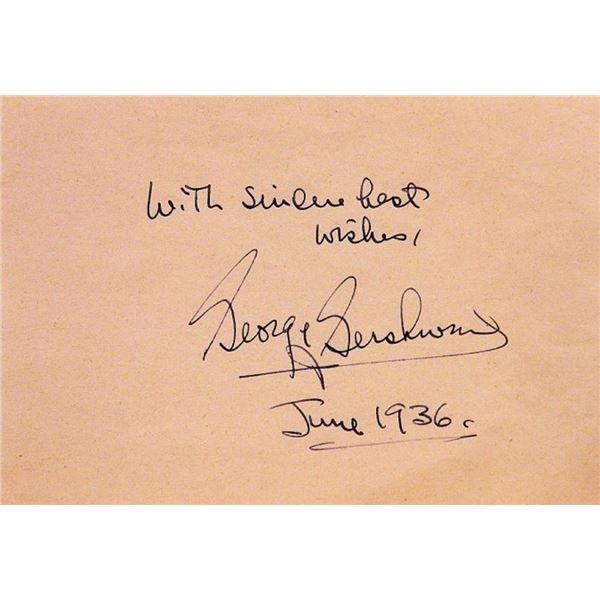 With sincere best
wishes,
George Gershwin
June 1936.